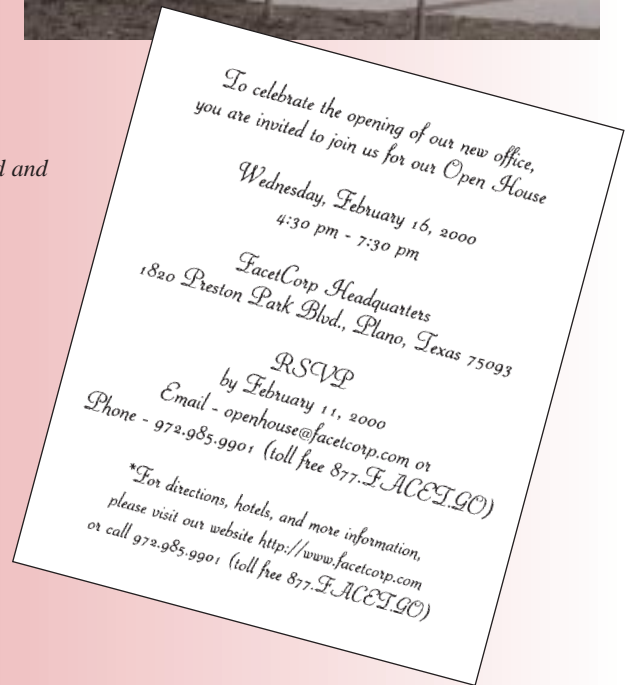 d and
To celebrate the opening of our new office,
you are invited to join us for our Open House
Wednesday, February 16, 2000
4:30 pm - 7:30 pm
FacetCorp Headquarters
1820 Preston Park Blvd., Plano, Texas 75093
RSVP
by February 11, 2000
Email - openhouse@facetcorp.com or
Phone - 972.985.9901 (toll free 877.FACET.GO)
*For directions, hotels, and more information,
please visit our website http://www.facetcorp.com
or call 972.985.9901 (toll free 877.FACET.GO)